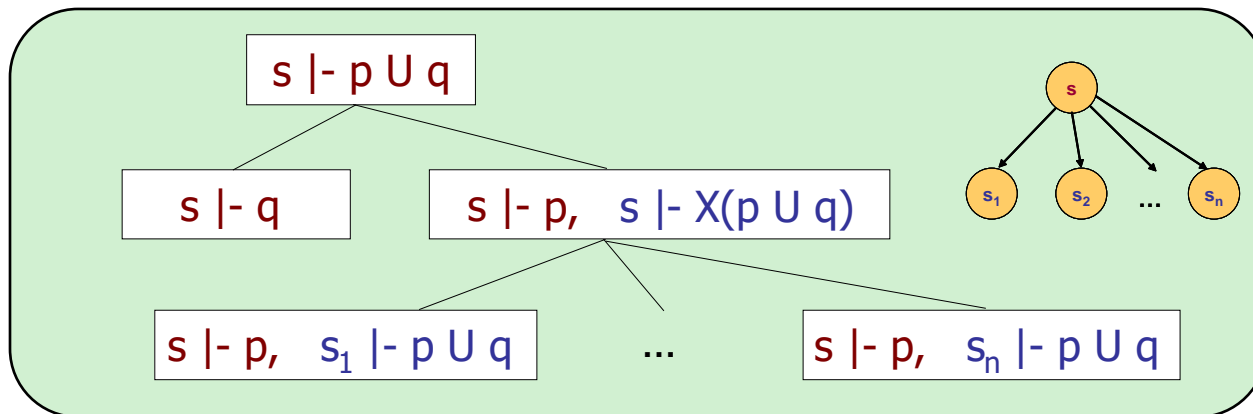 s |- p U q
s
s |- q
s |- p, s |- X(p U q)
s₁
s₂
...
sₙ
s |- p, s₁ |- p U q
...
s |- p, sₙ |- p U q